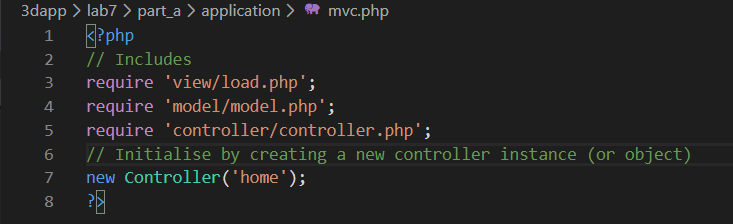 3dapp > lab7 > part_a > application > mvc.php
1 <?php
2 // Includes
3 require 'view/load.php';
4 require 'model/model.php';
5 require 'controller/controller.php';
6 // Initialise by creating a new controller instance (or object)
7 new Controller('home');
8 ?>